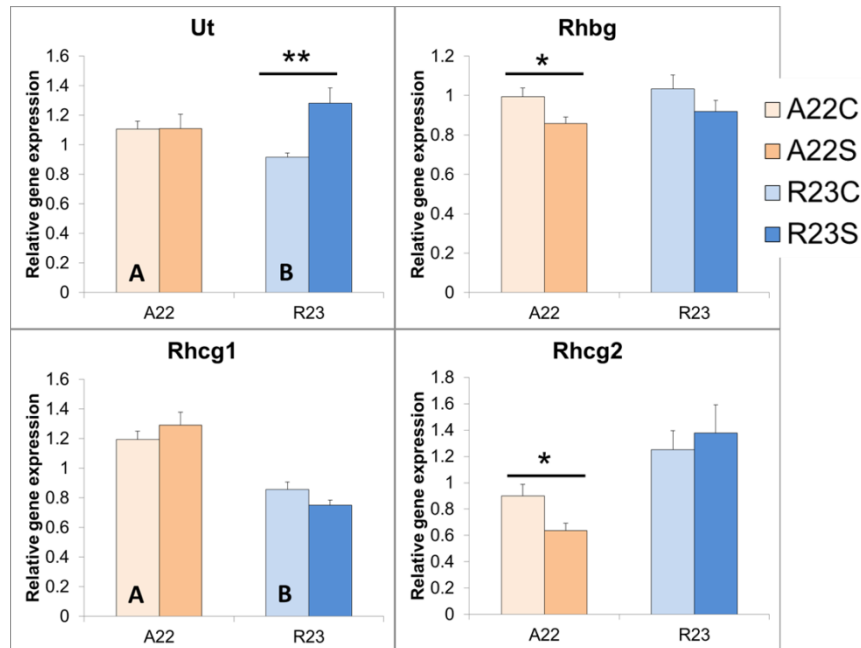 Ut
Relative gene expression
1.6
1.4
1.2
1
0.8
0.6
0.4
0.2
0
**
A
B
A22
R23
Rhbg
Relative gene expression
1.2
1
0.8
0.6
0.4
0.2
0
*
A22
R23
A22C
A22S
R23C
R23S
Rhcg1
Relative gene expression
1.6
1.4
1.2
1
0.8
0.6
0.4
0.2
0
A
B
A22
R23
Rhcg2
Relative gene expression
1.8
1.6
1.4
1.2
1
0.8
0.6
0.4
0.2
0
*
A22
R23